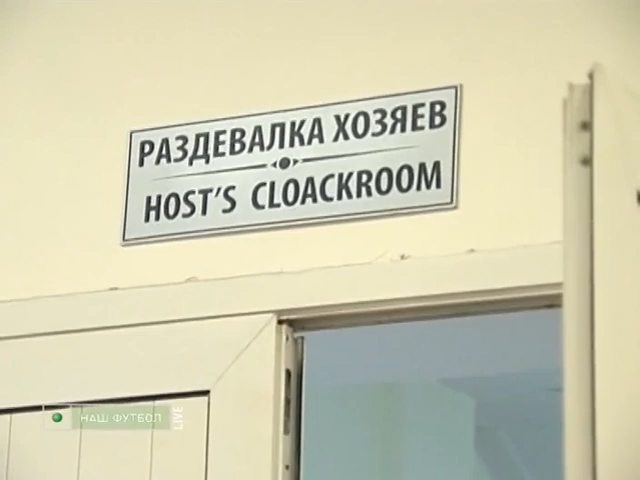 РАЗДЕВАЛКА ХОЗЯЕВ
HOST'S CLOACKROOM
НАШ ФУТБОЛ
LIVE